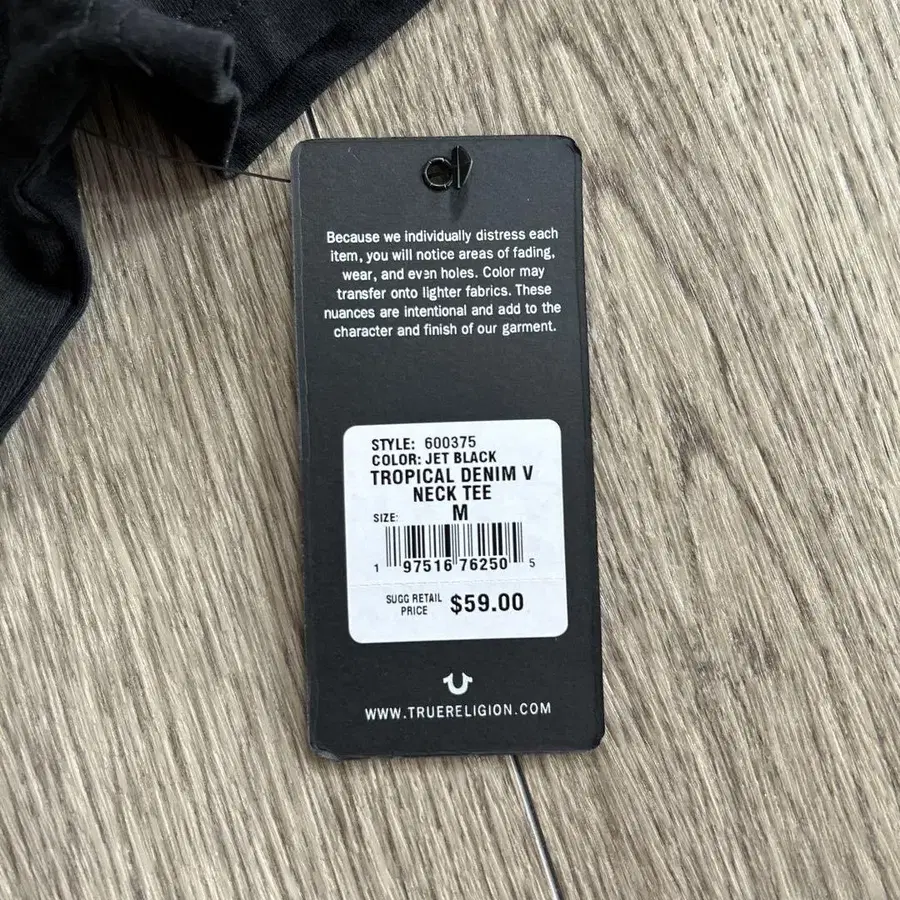 Because we individually distress each
item, you will notice areas of fading,
wear, and even holes. Color may
transfer onto lighter fabrics. These
nuances are intentional and add to the
character and finish of our garment.
STYLE: 600375
COLOR: JET BLACK
TROPICAL DENIM V
NECK TEE
SIZE: M
1 97516 76250 5
SUGG RETAIL
PRICE $59.00
WWW.TRUERELIGION.COM